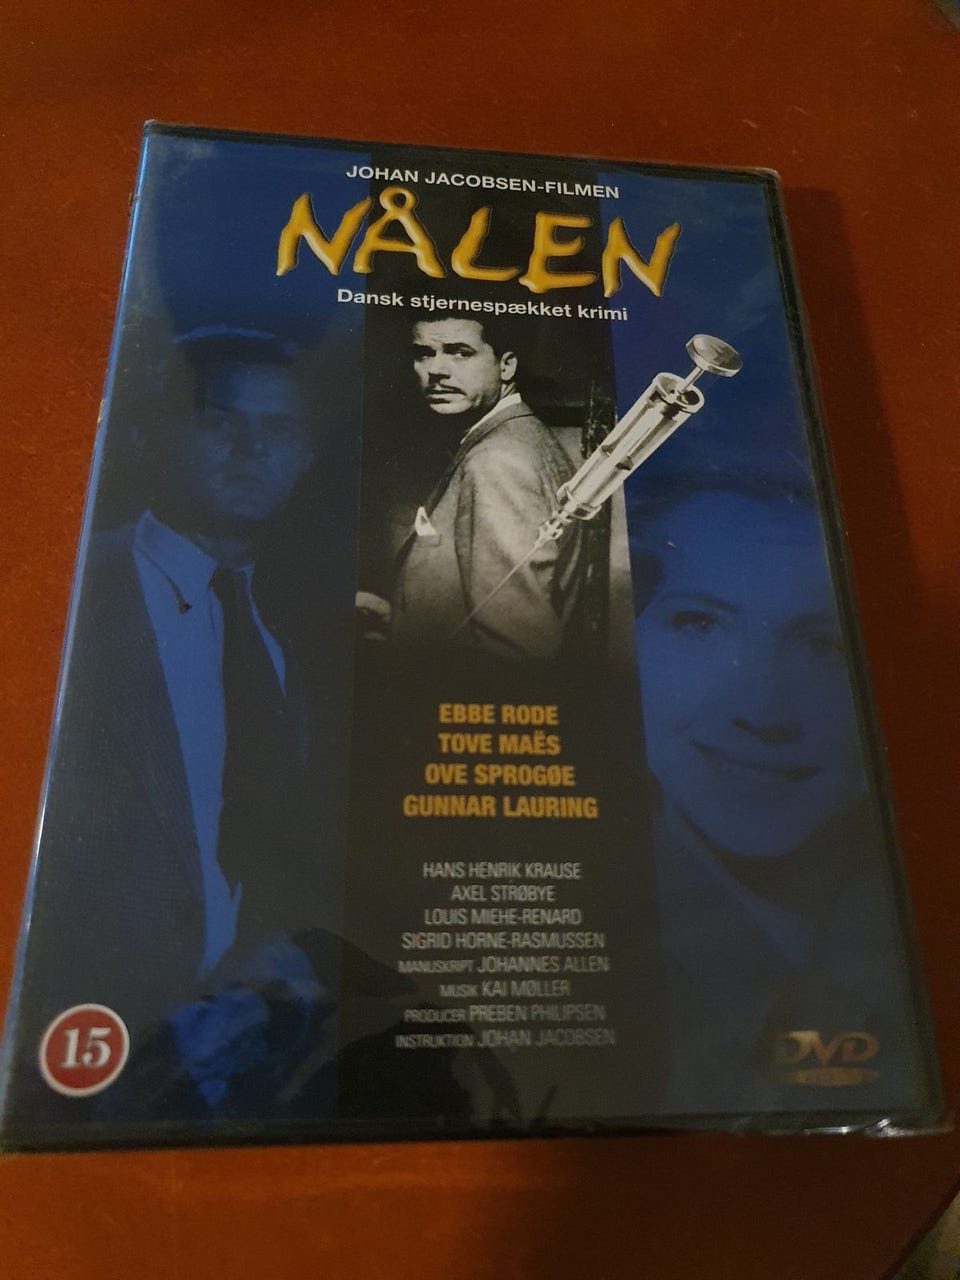 JOHAN JACOBSEN-FILMEN
NÅLEN
Dansk stjernespækket krimi
EBBE RODE
TOVE MAËS
OVE SPROGØE
GUNNAR LAURING
HANS HENRIK KRAUSE
AXEL STRØBYE
LOUIS MIEHE-RENARD
SIGRID HORNE-RASMUSSEN
MANUSKRIPT JOHANNES ALLEN
MUSIK KAI MØLLER
PRODUCER PREBEN PHILIPSEN
INSTRUKTION JOHAN JACOBSEN
15
DVD